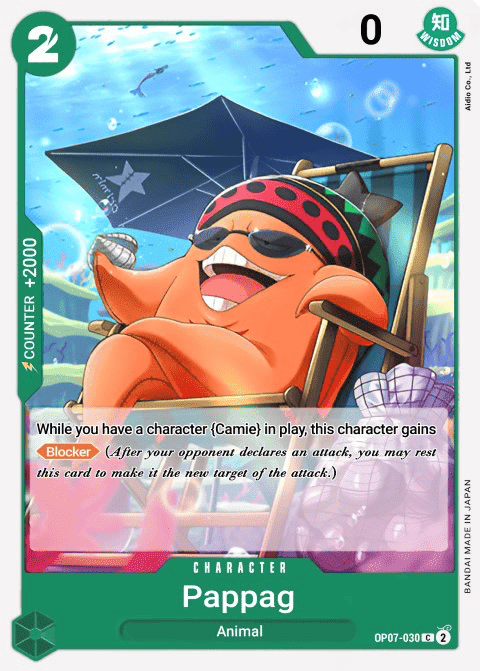 2
0
知
WISDOM
Aidio Co., Ltd
COUNTER +2000
While you have a character {Camie} in play, this character gains
Blocker (After your opponent declares an attack, you may rest
this card to make it the new target of the attack.)
BANDAI MADE IN JAPAN
CHARACTER
Pappag
Animal
OP07-030 C 2